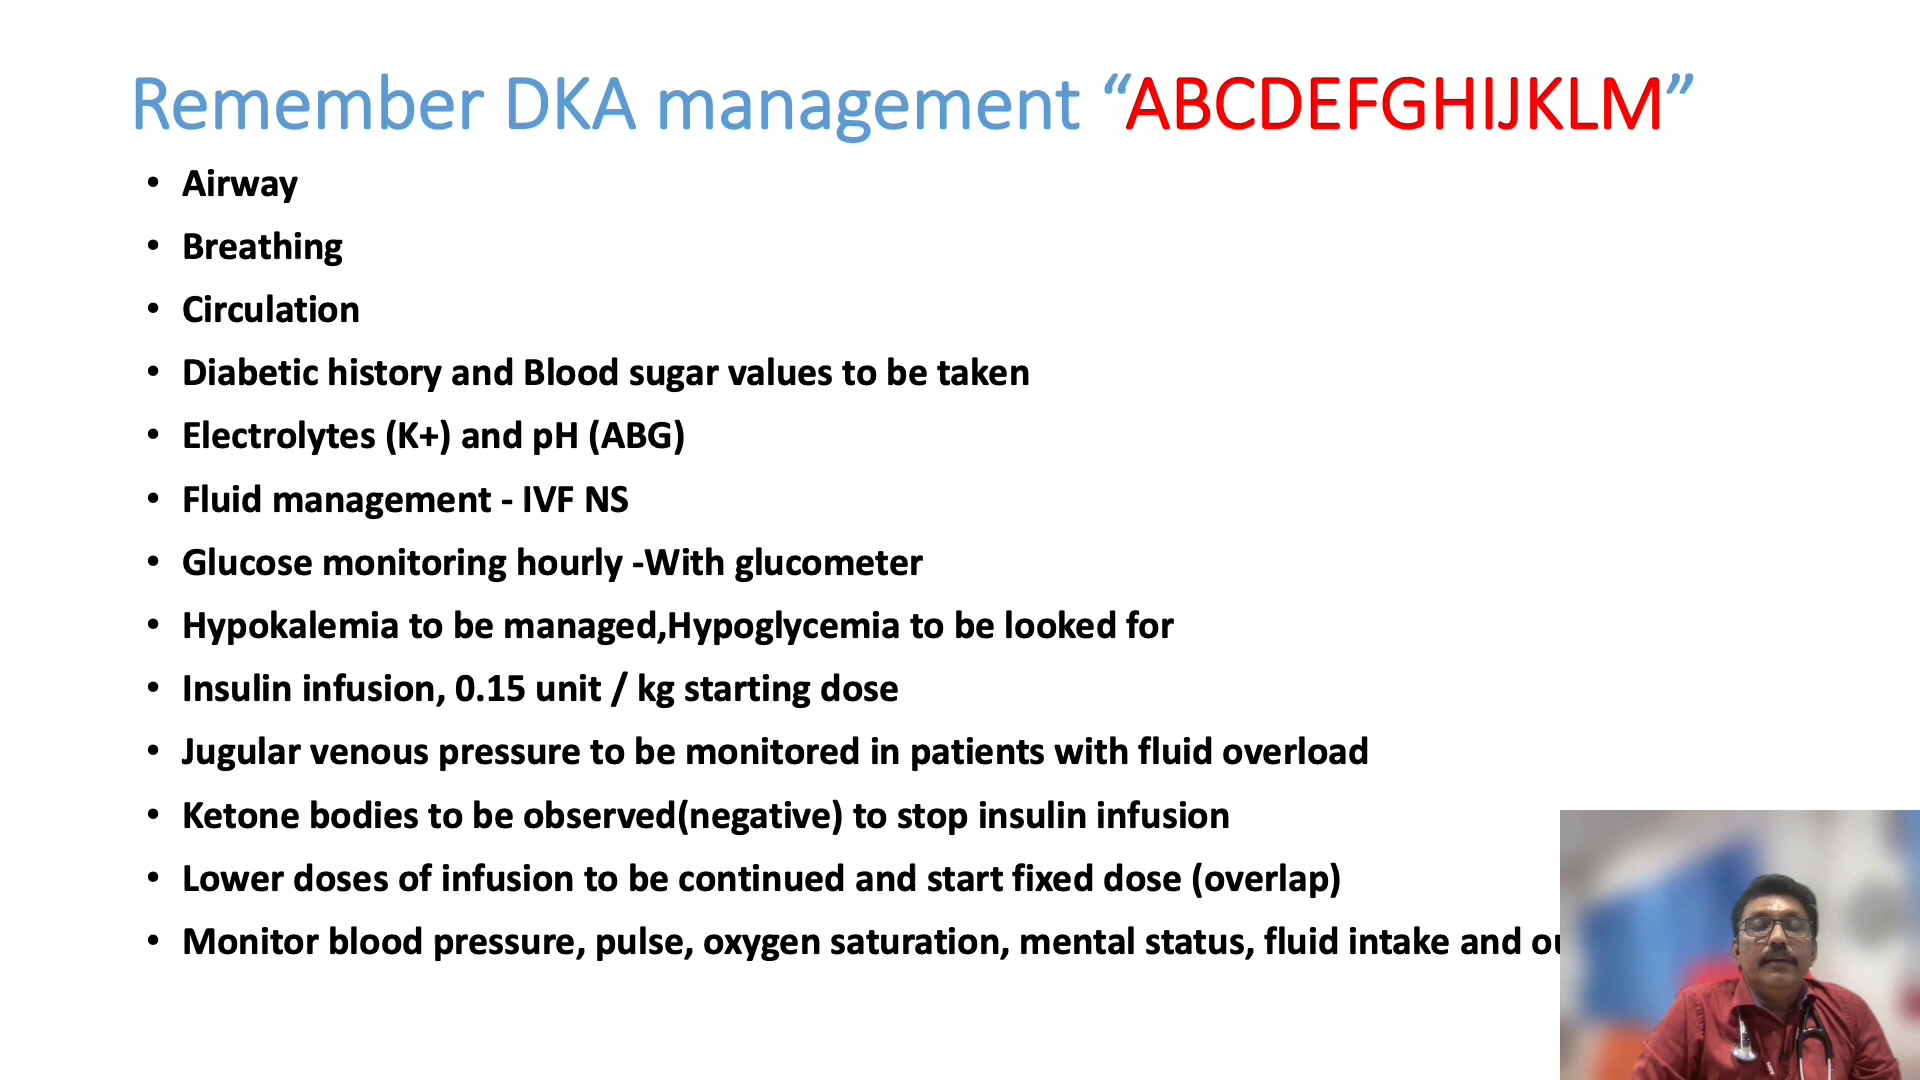 Remember DKA management “ABCDEFGHIJKLM”
• Airway
• Breathing
• Circulation
• Diabetic history and Blood sugar values to be taken
• Electrolytes (K+) and pH (ABG)
• Fluid management - IVF NS
• Glucose monitoring hourly -With glucometer
• Hypokalemia to be managed,Hypoglycemia to be looked for
• Insulin infusion, 0.15 unit / kg starting dose
• Jugular venous pressure to be monitored in patients with fluid overload
• Ketone bodies to be observed(negative) to stop insulin infusion
• Lower doses of infusion to be continued and start fixed dose (overlap)
• Monitor blood pressure, pulse, oxygen saturation, mental status, fluid intake and